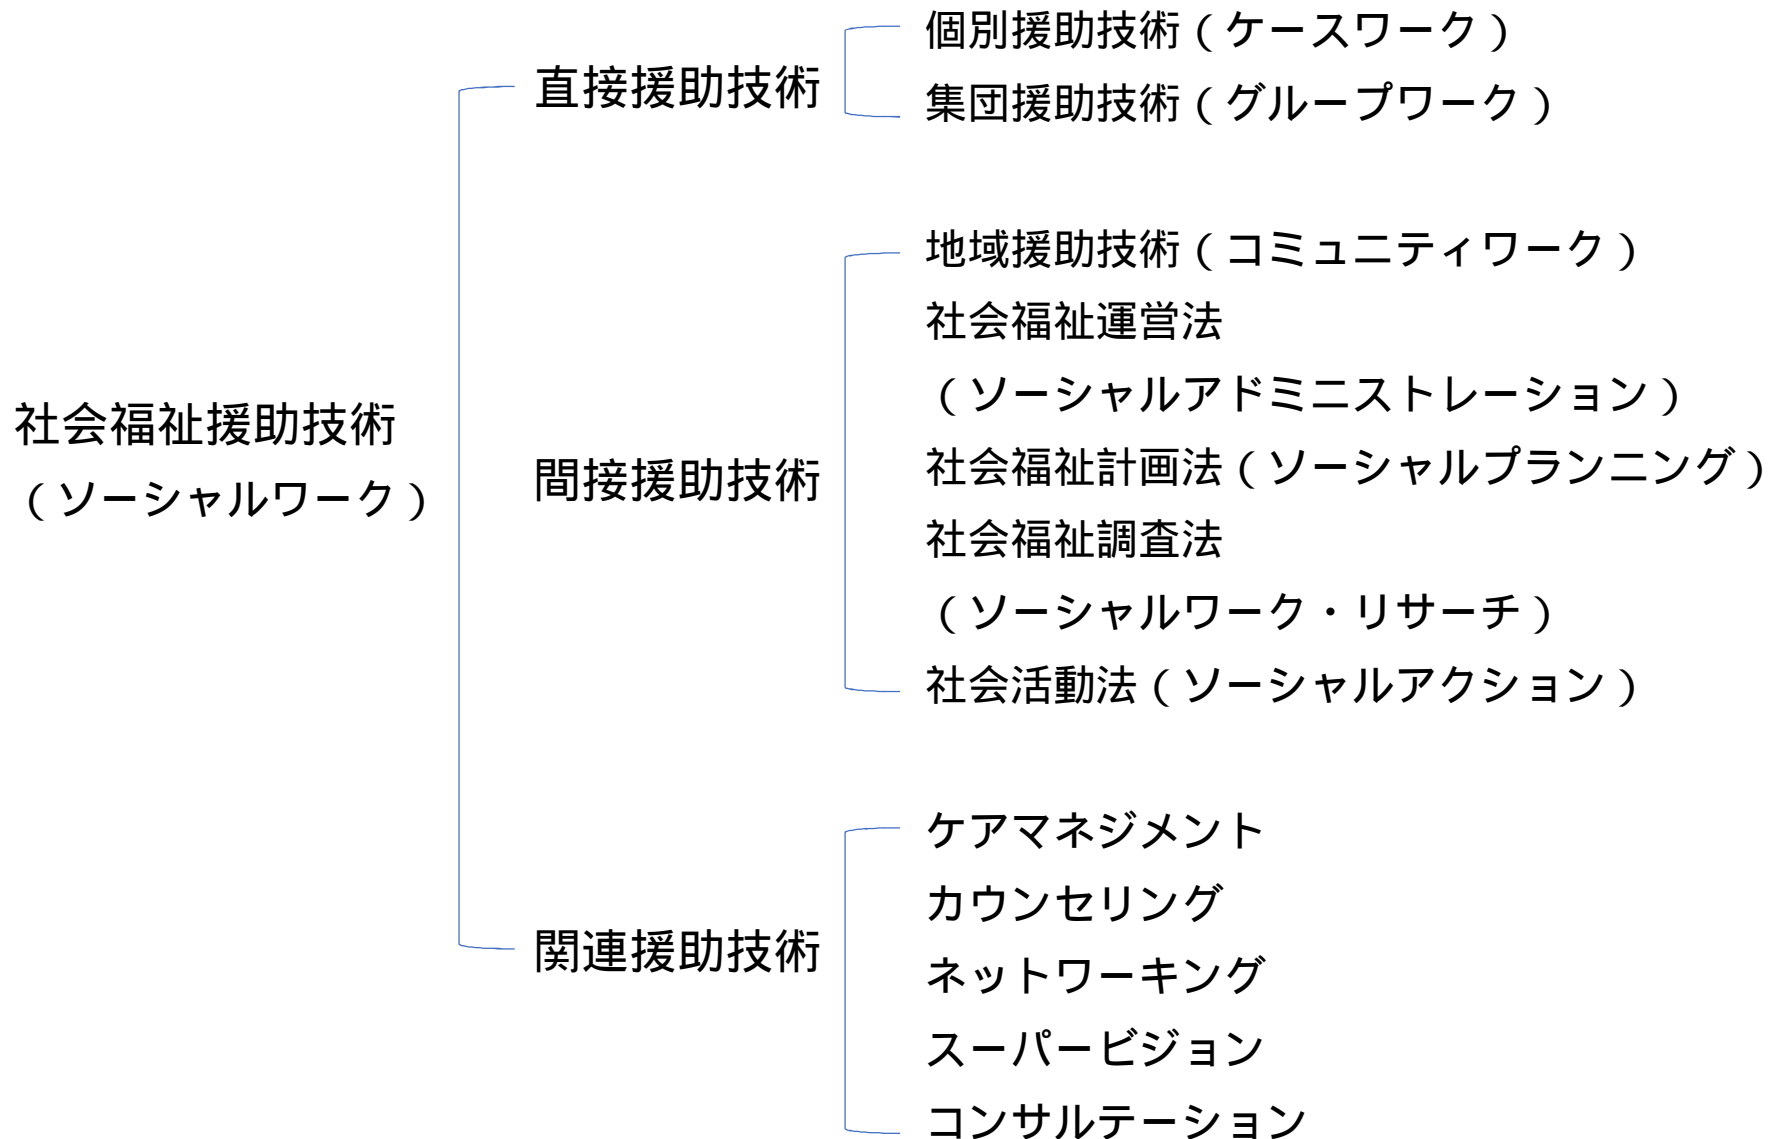 社会福祉援助技術
（ソーシャルワーク）
直接援助技術
個別援助技術（ケースワーク）
集団援助技術（グループワーク）
間接援助技術
地域援助技術（コミュニティワーク）
社会福祉運営法
（ソーシャルアドミニストレーション）
社会福祉計画法（ソーシャルプランニング）
社会福祉調査法
（ソーシャルワーク・リサーチ）
社会活動法（ソーシャルアクション）
関連援助技術
ケアマネジメント
カウンセリング
ネットワーキング
スーパービジョン
コンサルテーション